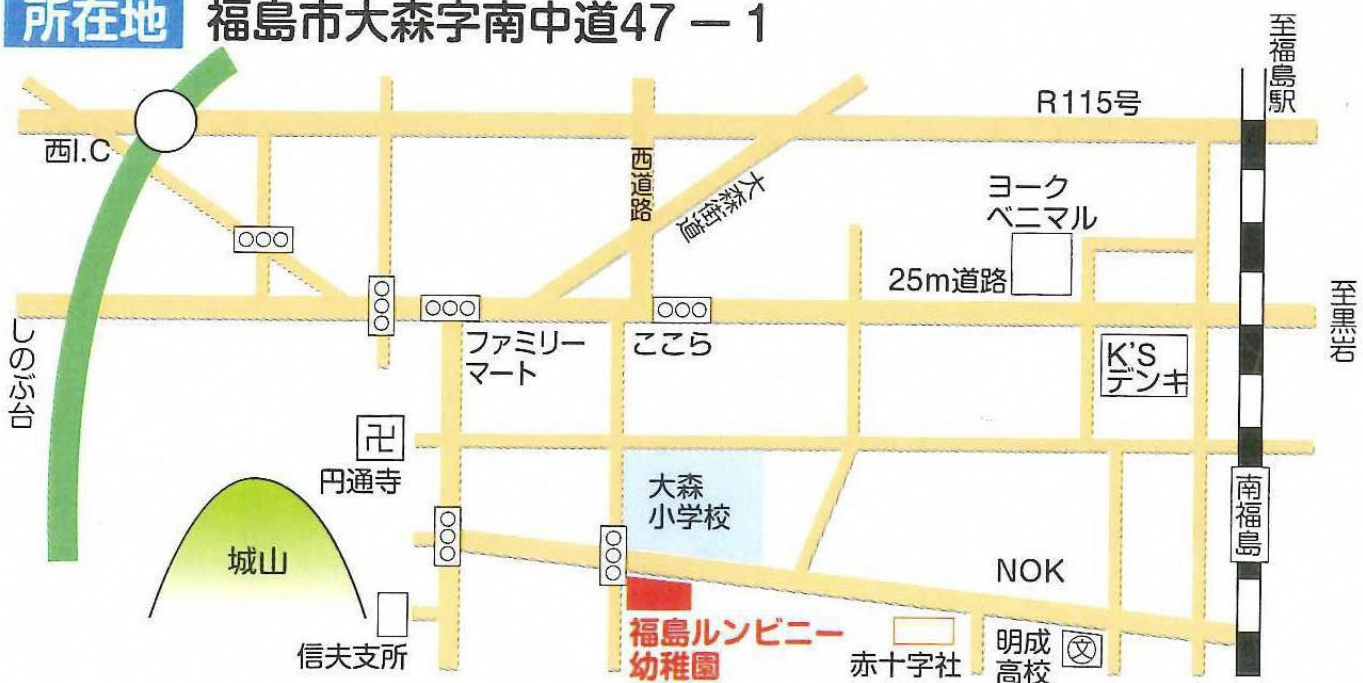 所在地 福島市大森字南中道47－1
至福島駅
R115号
西I.C
西道路
大森街道
ヨーク
ベニマル
25m道路
至黒岩
しのぶ台
ファミリー
マート
ここら
K'S
デンキ
卍
円通寺
大森
小学校
南福島
城山
NOK
信夫支所
福島ルンビニー
幼稚園
赤十字社
明成
高校
文